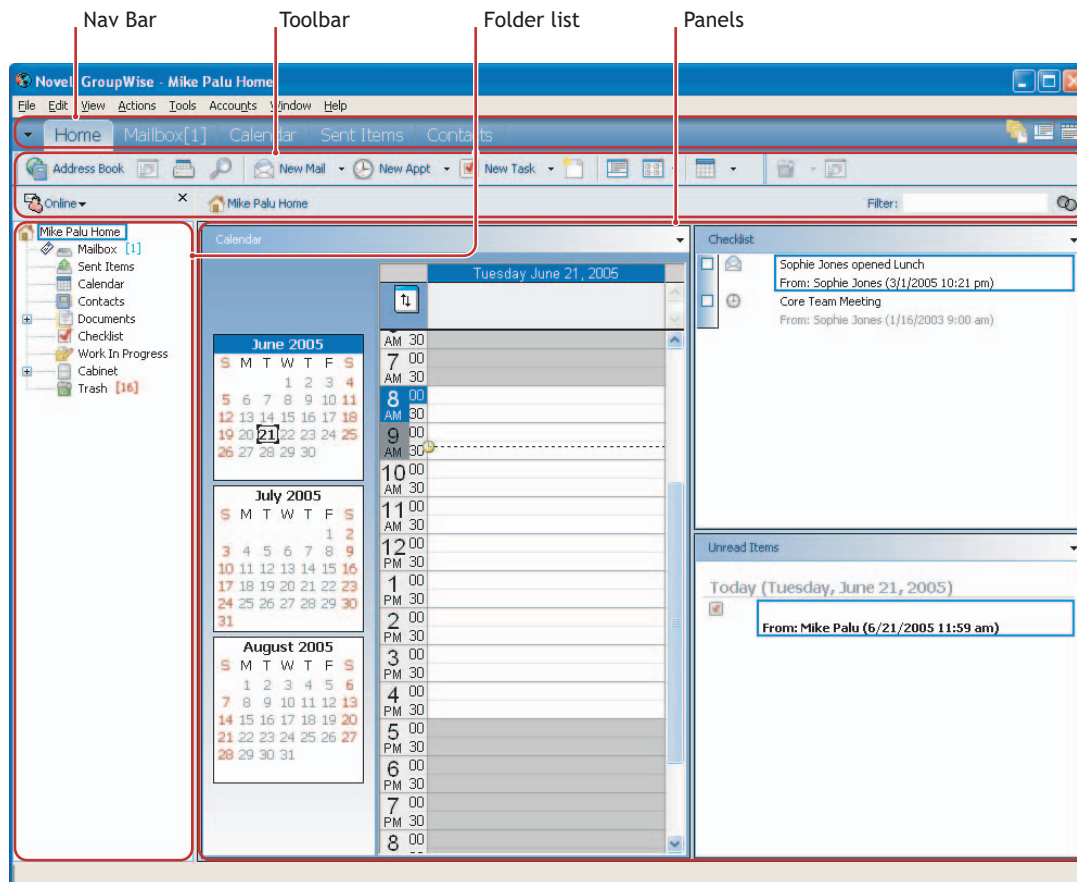 Nav Bar Toolbar Folder list Panels
Novell GroupWise - Mike Palu Home
File Edit View Actions Tools Accounts Window Help
Home Mailbox[1] Calendar Sent Items Contacts
Address Book New Mail New Appt New Task
Online Mike Palu Home Filter:
Mike Palu Home
Mailbox [1]
Sent Items
Calendar
Contacts
Documents
Checklist
Work In Progress
Cabinet
Trash [16]
Calendar
June 2005
S M T W T F S
1 2 3 4
5 6 7 8 9 10 11
12 13 14 15 16 17 18
19 20 21 22 23 24 25
26 27 28 29 30
July 2005
S M T W T F S
1 2
3 4 5 6 7 8 9
10 11 12 13 14 15 16
17 18 19 20 21 22 23
24 25 26 27 28 29 30
31
August 2005
S M T W T F S
1 2 3 4 5 6
7 8 9 10 11 12 13
14 15 16 17 18 19 20
21 22 23 24 25 26 27
28 29 30 31
Tuesday June 21, 2005
AM 30
7 00
AM 30
8 00
AM 30
9 00
AM 30
10 00
AM 30
11 00
AM 30
12 00
PM 30
1 00
PM 30
2 00
PM 30
3 00
PM 30
4 00
PM 30
5 00
PM 30
6 00
PM 30
7 00
PM 30
8 00
Checklist
Sophie Jones opened Lunch
From: Sophie Jones (3/1/2005 10:21 pm)
Core Team Meeting
From: Sophie Jones (1/16/2003 9:00 am)
Unread Items
Today (Tuesday, June 21, 2005)
From: Mike Palu (6/21/2005 11:59 am)